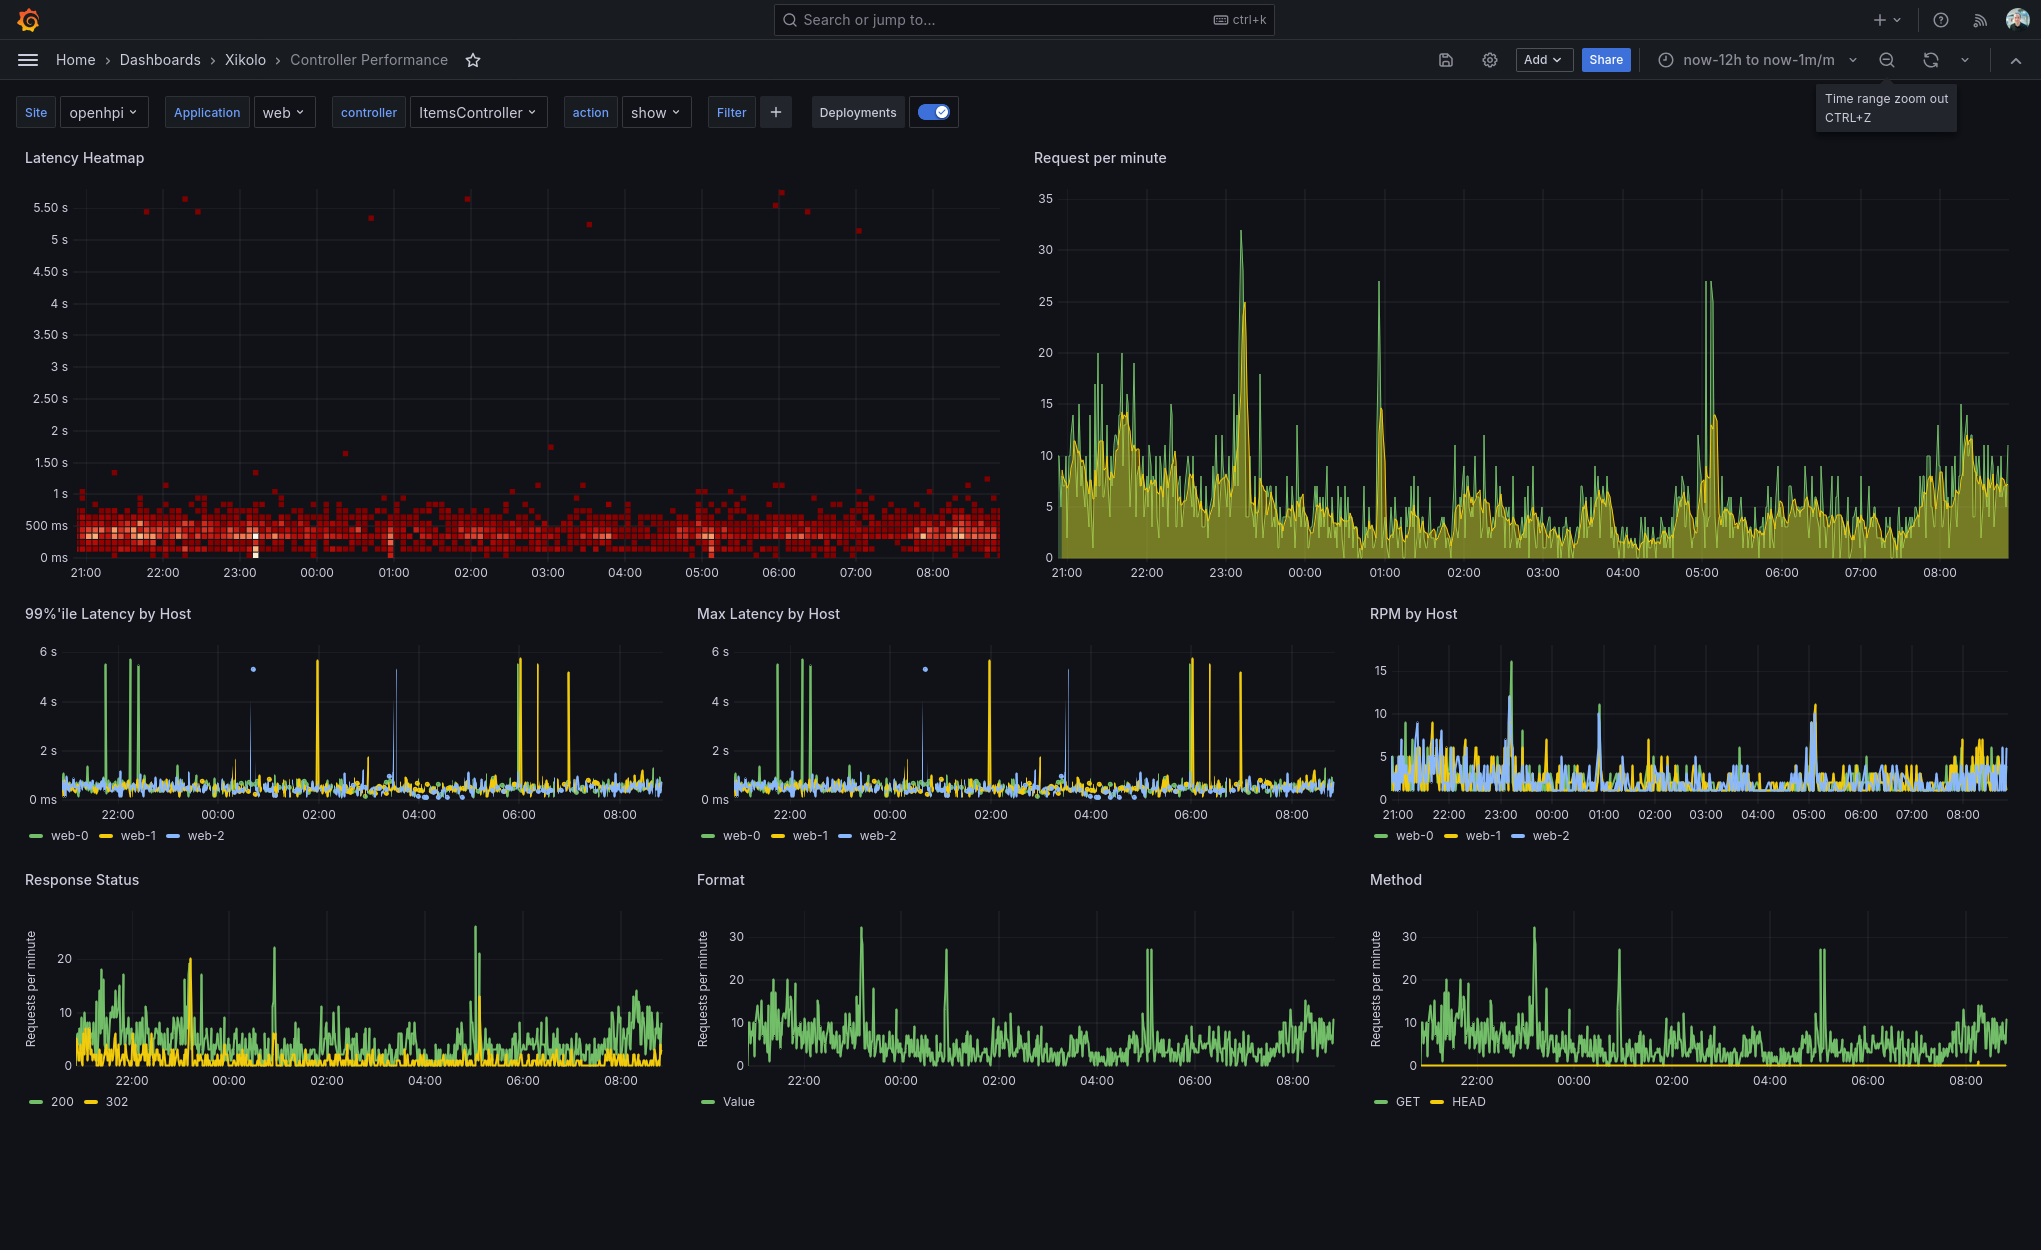 Search or jump to... ctrl+k
Home › Dashboards › Xikolo › Controller Performance
Add
Share
now-12h to now-1m/m
Time range zoom out
CTRL+Z
Site openhpi Application web controller ItemsController action show Filter + Deployments
Latency Heatmap
5.50 s
5 s
4.50 s
4 s
3.50 s
3 s
2.50 s
2 s
1.50 s
1 s
500 ms
0 ms
21:00 22:00 23:00 00:00 01:00 02:00 03:00 04:00 05:00 06:00 07:00 08:00
Request per minute
35
30
25
20
15
10
5
0
21:00 22:00 23:00 00:00 01:00 02:00 03:00 04:00 05:00 06:00 07:00 08:00
99%'ile Latency by Host
6 s
4 s
2 s
0 ms
22:00 00:00 02:00 04:00 06:00 08:00
web-0 web-1 web-2
Max Latency by Host
6 s
4 s
2 s
0 ms
22:00 00:00 02:00 04:00 06:00 08:00
web-0 web-1 web-2
RPM by Host
15
10
5
0
21:00 22:00 23:00 00:00 01:00 02:00 03:00 04:00 05:00 06:00 07:00 08:00
web-0 web-1 web-2
Response Status
Requests per minute
20
10
0
22:00 00:00 02:00 04:00 06:00 08:00
200 302
Format
Requests per minute
30
20
10
0
22:00 00:00 02:00 04:00 06:00 08:00
Value
Method
Requests per minute
30
20
10
0
22:00 00:00 02:00 04:00 06:00 08:00
GET HEAD